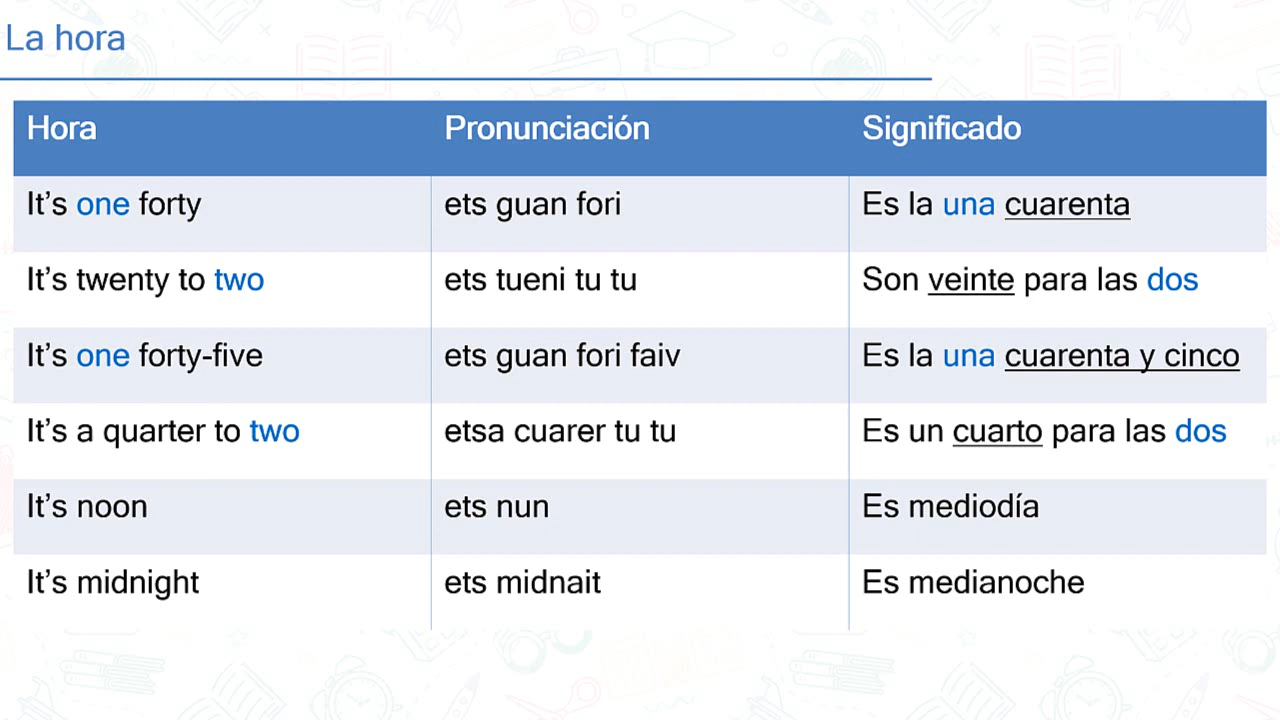 La hora
Hora Pronunciación Significado
It’s one forty ets guan fori Es la una cuarenta
It’s twenty to two ets tueni tu tu Son veinte para las dos
It’s one forty-five ets guan fori faiv Es la una cuarenta y cinco
It’s a quarter to two etsa cuarer tu tu Es un cuarto para las dos
It’s noon ets nun Es mediodía
It’s midnight ets midnait Es medianoche